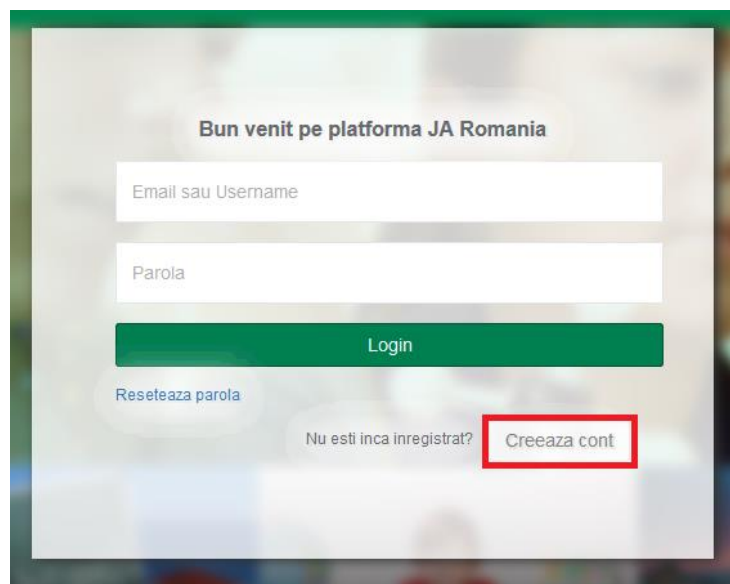 Bun venit pe platforma JA Romania
Email sau Username
Parola
Login
Reseteaza parola
Nu esti inca inregistrat? Creeaza cont